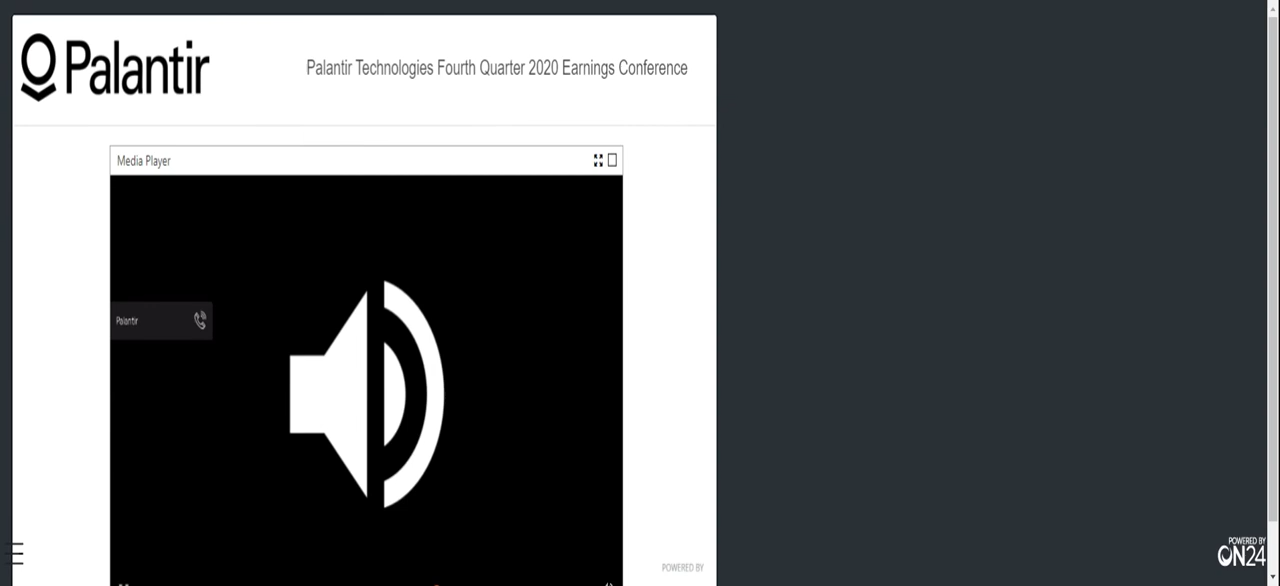 Palantir
Palantir Technologies Fourth Quarter 2020 Earnings Conference
Media Player
Palantir
POWERED BY
POWERED BY
ON24